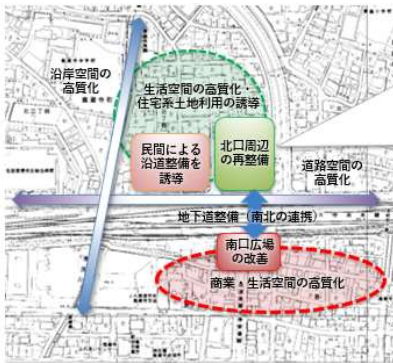 沿岸空間の
高質化
生活空間の高質化・
住宅系土地利用の誘導
民間による
沿道整備を
誘導
北口周辺
の再整備
道路空間の
高質化
地下道整備（南北の連携）
南口広場
の改善
商業・生活空間の高質化